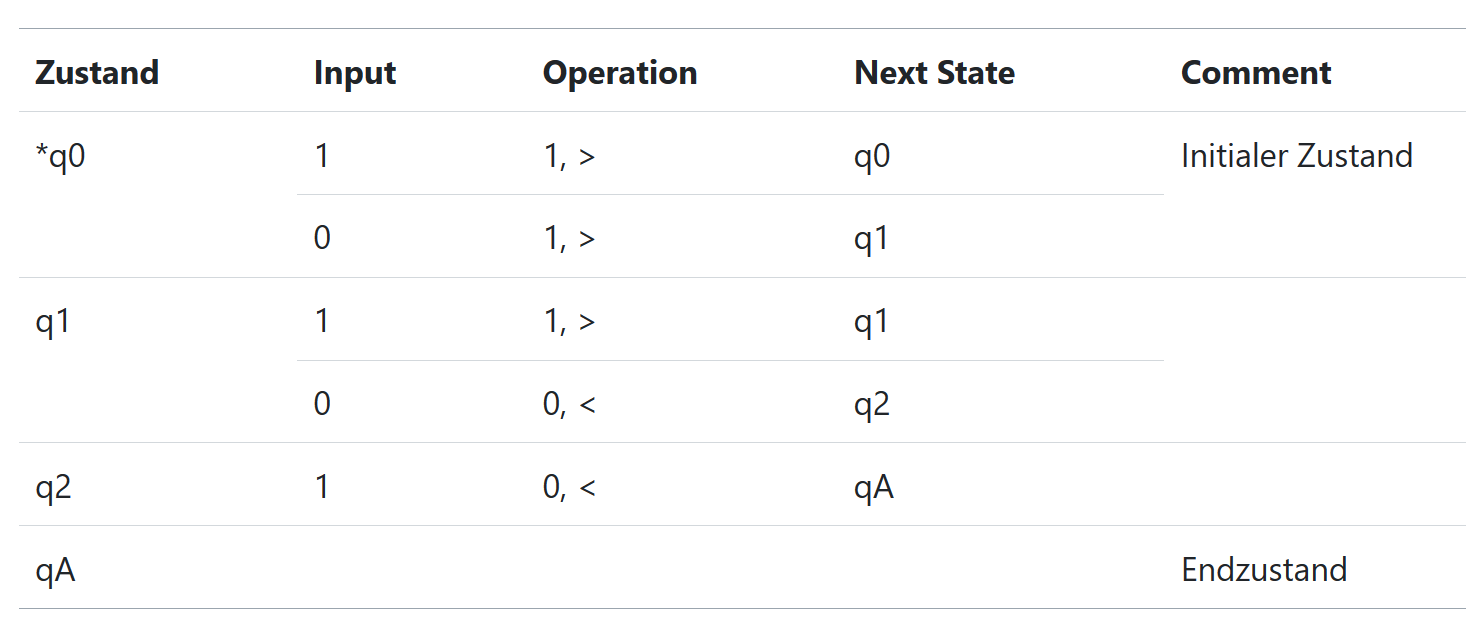 Zustand Input Operation Next State Comment
*q0 1 1, > q0 Initialer Zustand
0 1, > q1
q1 1 1, > q1
0 0, < q2
q2 1 0, < qA
qA Endzustand